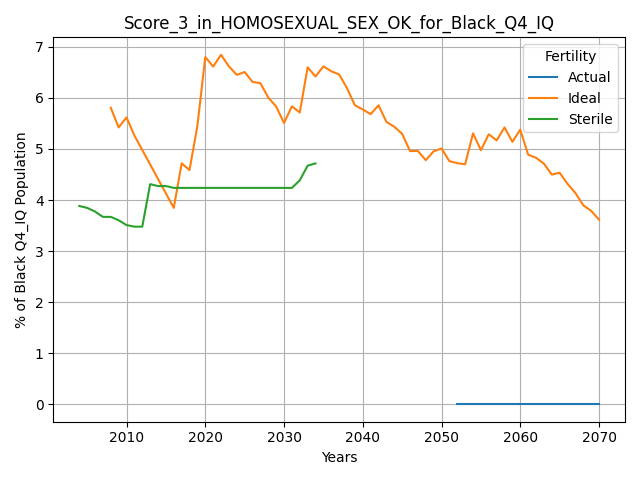 Score_3_in_HOMOSEXUAL_SEX_OK_for_Black_Q4_IQ
% of Black Q4_IQ Population
7
6
5
4
3
2
1
0
Fertility
Actual
Ideal
Sterile
2010 2020 2030 2040 2050 2060 2070
Years